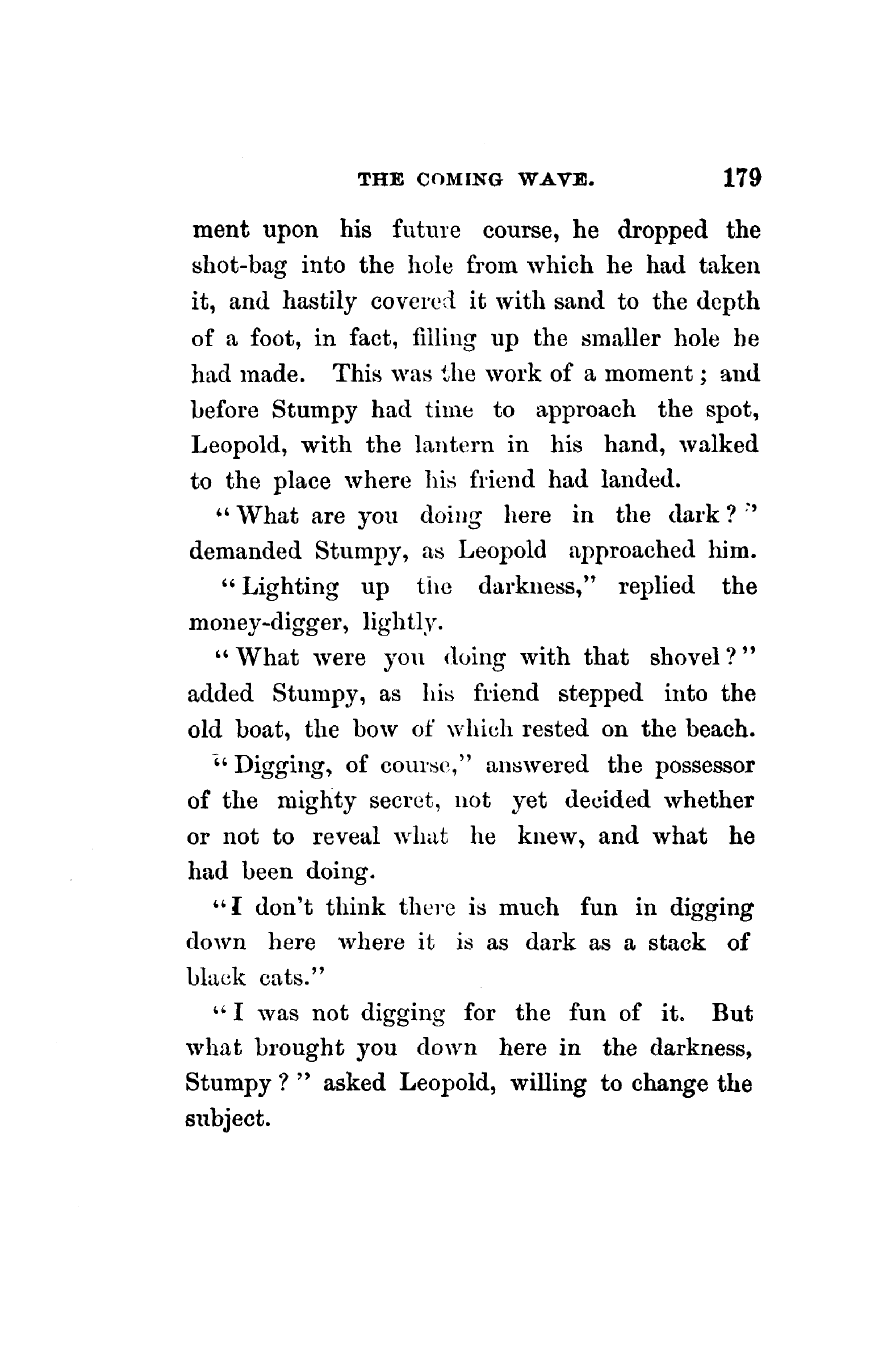 THE COMING WAVE. 179
ment upon his future course, he dropped the
shot-bag into the hole from which he had taken
it, and hastily covered it with sand to the depth
of a foot, in fact, filling up the smaller hole he
had made. This was the work of a moment; and
before Stumpy had time to approach the spot,
Leopold, with the lantern in his hand, walked
to the place where his friend had landed.
"What are you doing here in the dark?"
demanded Stumpy, as Leopold approached him.
"Lighting up the darkness," replied the
money-digger, lightly.
"What were you doing with that shovel?"
added Stumpy, as his friend stepped into the
old boat, the bow of which rested on the beach.
"Digging, of course," answered the possessor
of the mighty secret, not yet decided whether
or not to reveal what he knew, and what he
had been doing.
"I don't think there is much fun in digging
down here where it is as dark as a stack of
black cats."
"I was not digging for the fun of it. But
what brought you down here in the darkness,
Stumpy?" asked Leopold, willing to change the
subject.